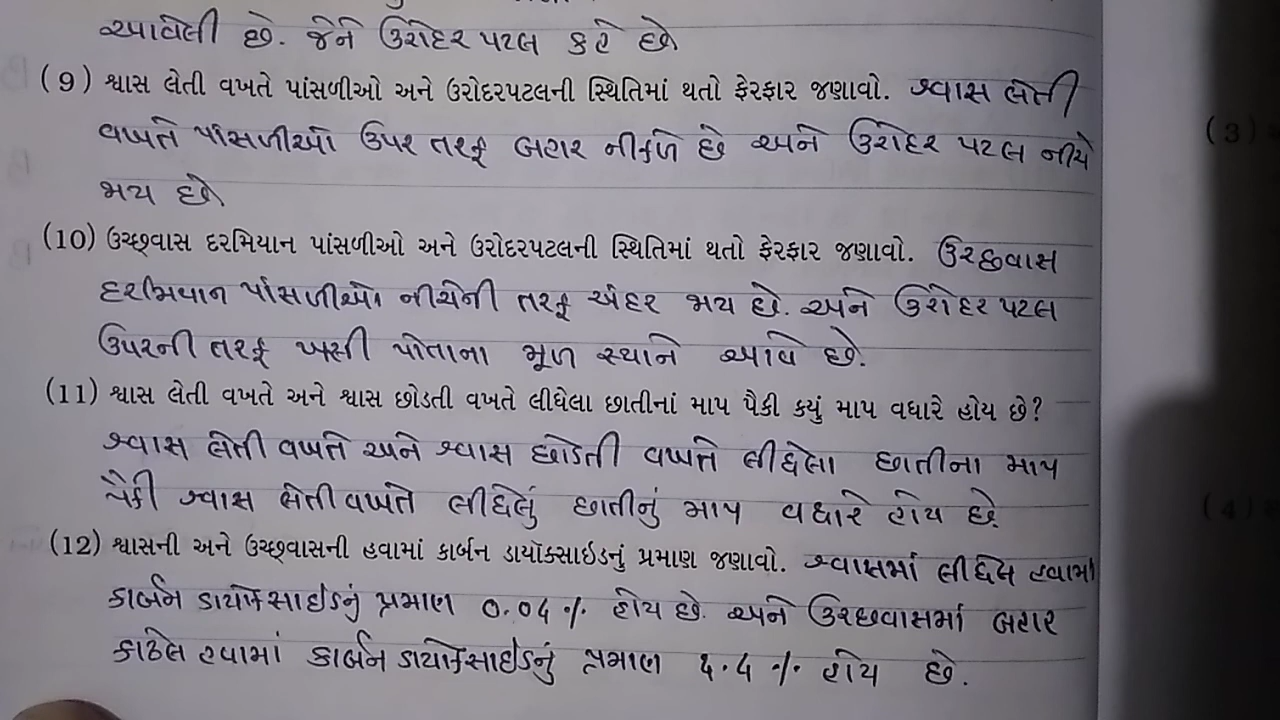 આવેલી છે. જેને ઉરોદર પટલ કહે છે
(9) શ્વાસ લેતી વખતે પાંસળીઓ અને ઉરોદરપટલની સ્થિતિમાં થતો ફેરફાર જણાવો. શ્વાસ લેતી
વખતે પાંસળીઓ ઉપર તરફ બહાર નીકળે છે અને ઉરોદર પટલ નીચે
જાય છે
(10) ઉચ્છ્વાસ દરમિયાન પાંસળીઓ અને ઉરોદરપટલની સ્થિતિમાં થતો ફેરફાર જણાવો. ઉચ્છવાસ
દરમિયાન પાંસળીઓ નીચેની તરફ અંદર જાય છે. અને ઉરોદર પટલ
ઉપરની તરફ ખસી પોતાના મૂળ સ્થાને આવે છે.
(11) શ્વાસ લેતી વખતે અને શ્વાસ છોડતી વખતે લીધેલા છાતીનાં માપ પૈકી કયું માપ વધારે હોય છે?
શ્વાસ લેતી વખતે અને શ્વાસ છોડતી વખતે લીધેલા છાતીના માપ
પૈકી શ્વાસ લેતી વખતે લીધેલું છાતીનું માપ વધારે હોય છે
(12) શ્વાસની અને ઉચ્છ્વાસની હવામાં કાર્બન ડાયૉક્સાઇડનું પ્રમાણ જણાવો. શ્વાસમાં લીધેલ હવામાં
કાર્બન ડાયોક્સાઇડનું પ્રમાણ 0.04 % હોય છે. અને ઉચ્છવાસમાં બહાર
કાઢેલ હવામાં કાર્બન ડાયોક્સાઇડનું પ્રમાણ ૬.૬ % હોય છે.
(3)
(4)